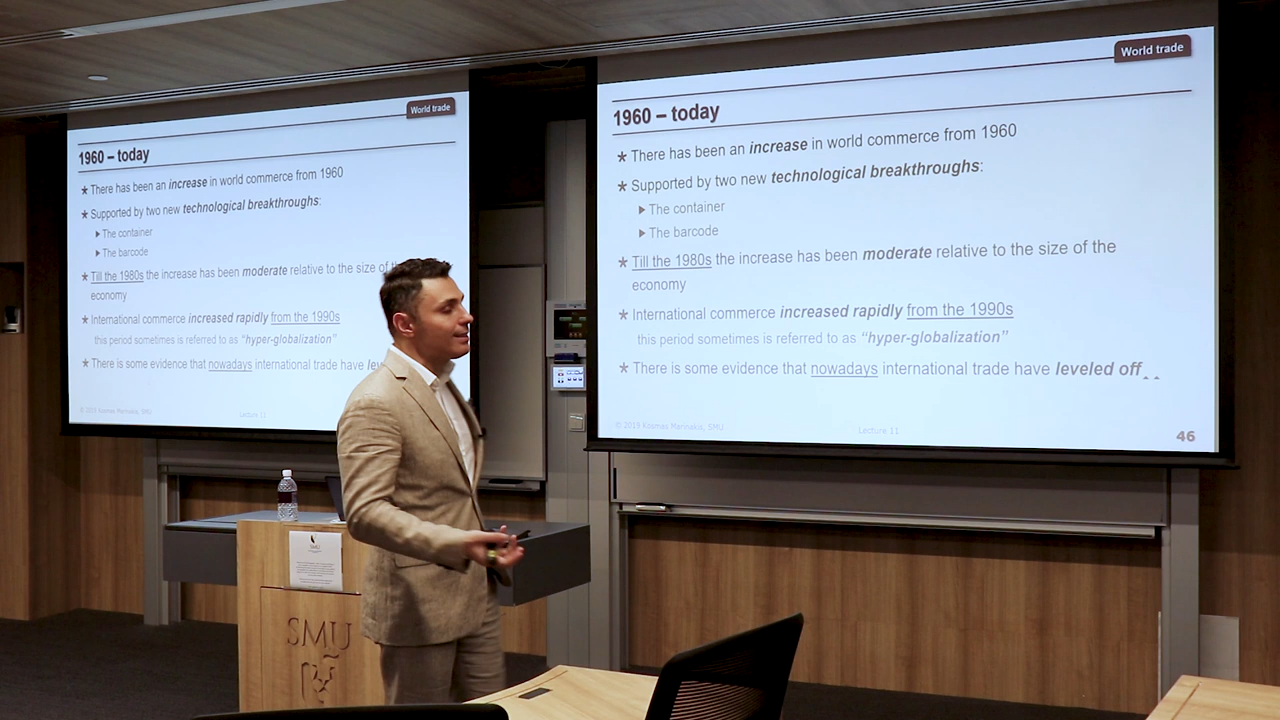 World trade
1960 – today
★ There has been an increase in world commerce from 1960
★ Supported by two new technological breakthroughs:
▶ The container
▶ The barcode
★ Till the 1980s the increase has been moderate relative to the size of th
economy
★ International commerce increased rapidly from the 1990s
this period sometimes is referred to as “hyper-globalization”
★ There is some evidence that nowadays international trade have lev
© 2019 Kosmas Marinakis, SMU
Lecture 11
World trade
1960 – today
★ There has been an increase in world commerce from 1960
★ Supported by two new technological breakthroughs:
▶ The container
▶ The barcode
★ Till the 1980s the increase has been moderate relative to the size of the
economy
★ International commerce increased rapidly from the 1990s
this period sometimes is referred to as “hyper-globalization”
★ There is some evidence that nowadays international trade have leveled off
© 2019 Kosmas Marinakis, SMU
Lecture 11
46
SMU